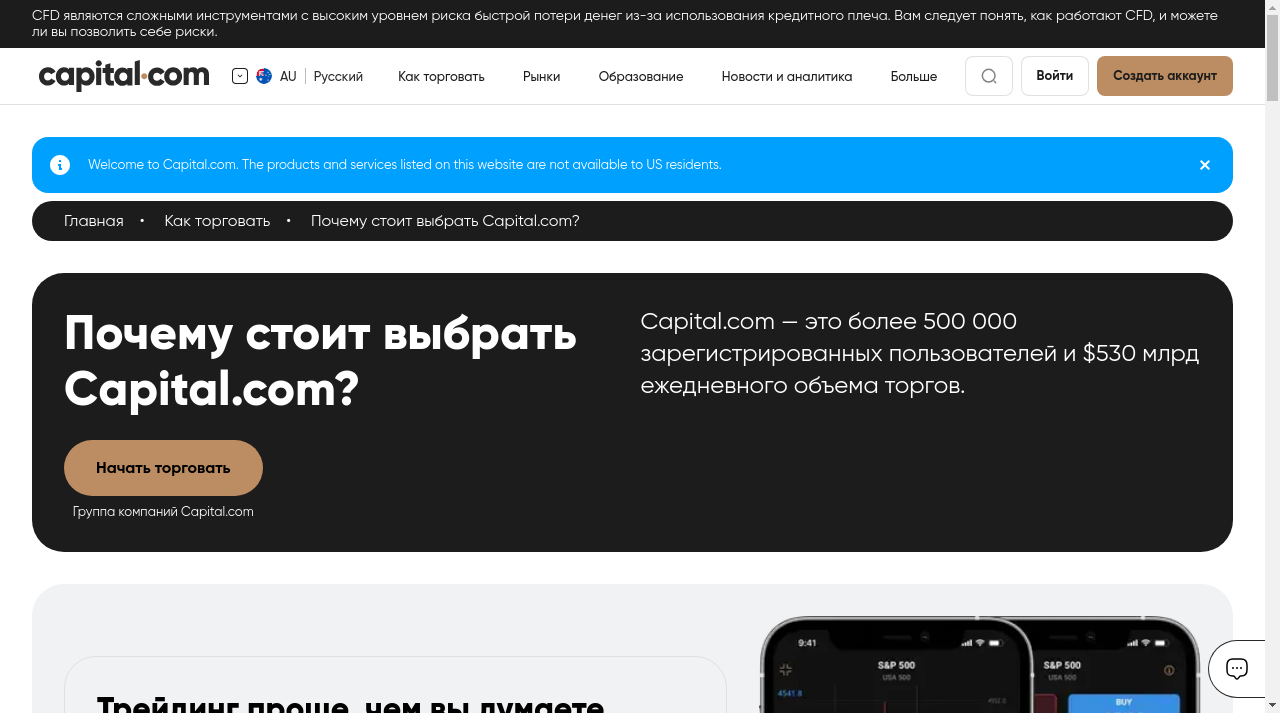 CFD являются сложными инструментами с высоким уровнем риска быстрой потери денег из-за использования кредитного плеча. Вам следует понять, как работают CFD, и можете
ли вы позволить себе риски.
capital.com
AU
Русский
Как торговать
Рынки
Образование
Новости и аналитика
Больше
Войти
Создать аккаунт
Welcome to Capital.com. The products and services listed on this website are not available to US residents.
Главная • Как торговать • Почему стоит выбрать Capital.com?
Почему стоит выбрать
Capital.com?
Capital.com — это более 500 000
зарегистрированных пользователей и $530 млрд
ежедневного объема торгов.
Начать торговать
Группа компаний Capital.com
Трейдинг проще, чем вы думаете
9:41
S&P 500
USA 500
4541.8
S&P 500
USA 500
BUY